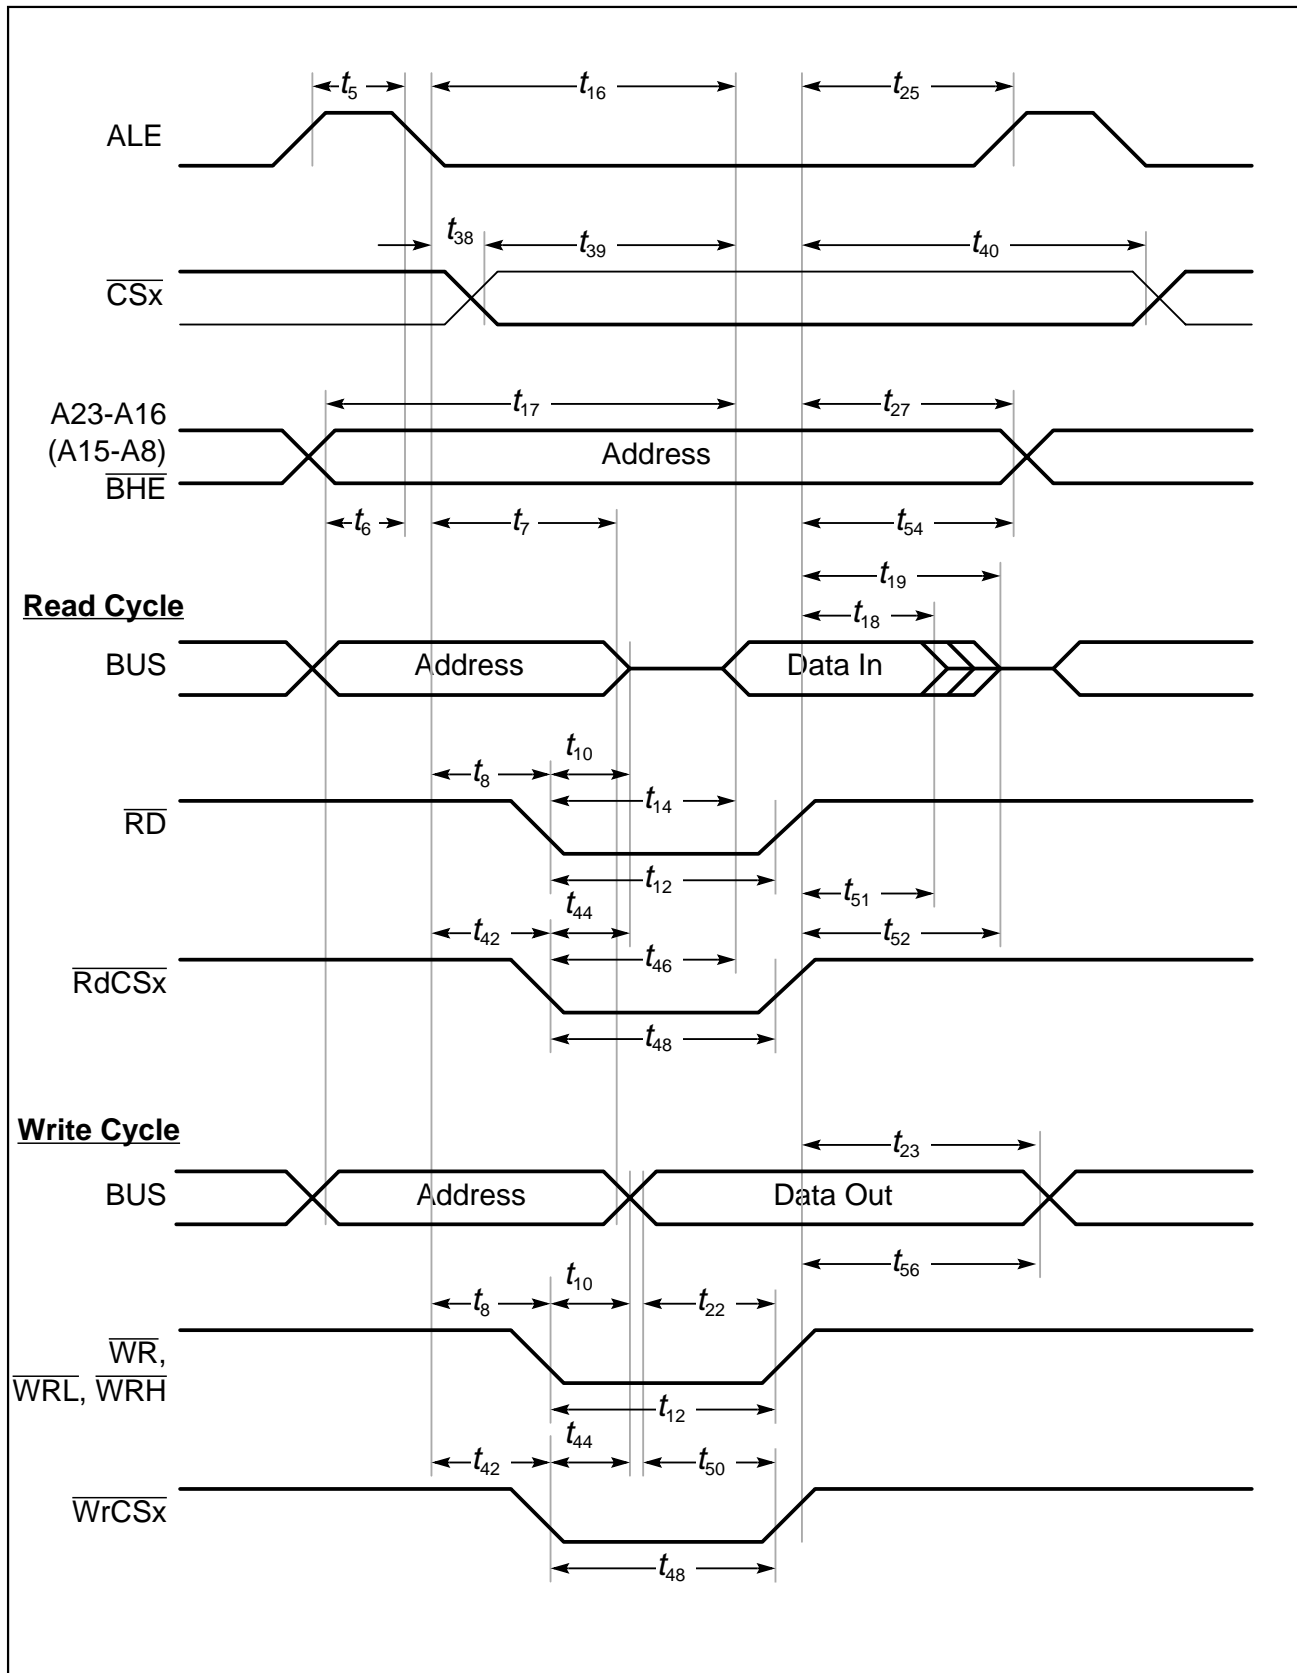 t5 t16 t25
ALE
t38 t39 t40
CSx
t17 t27
A23-A16
(A15-A8)
BHE
Address
t6 t7 t54
t19
Read Cycle
t18
BUS Address Data In
t10
t8
t14
RD
t12 t51
t44
t42 t52
t46
RdCSx
t48
Write Cycle
t23
BUS Address Data Out
t56
t10
t8 t22
WR,
WRL, WRH
t12
t44
t42 t50
WrCSx
t48